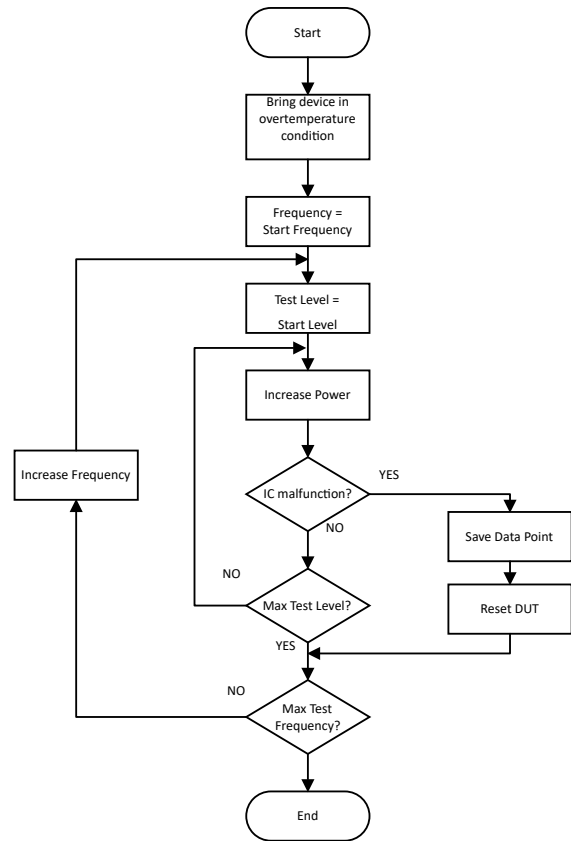 Start
Bring device in
overtemperature
condition
Frequency =
Start Frequency
Test Level =
Start Level
Increase Power
Increase Frequency
IC malfunction?
YES
NO
Save Data Point
NO
Max Test Level?
Reset DUT
YES
NO
Max Test
Frequency?
End